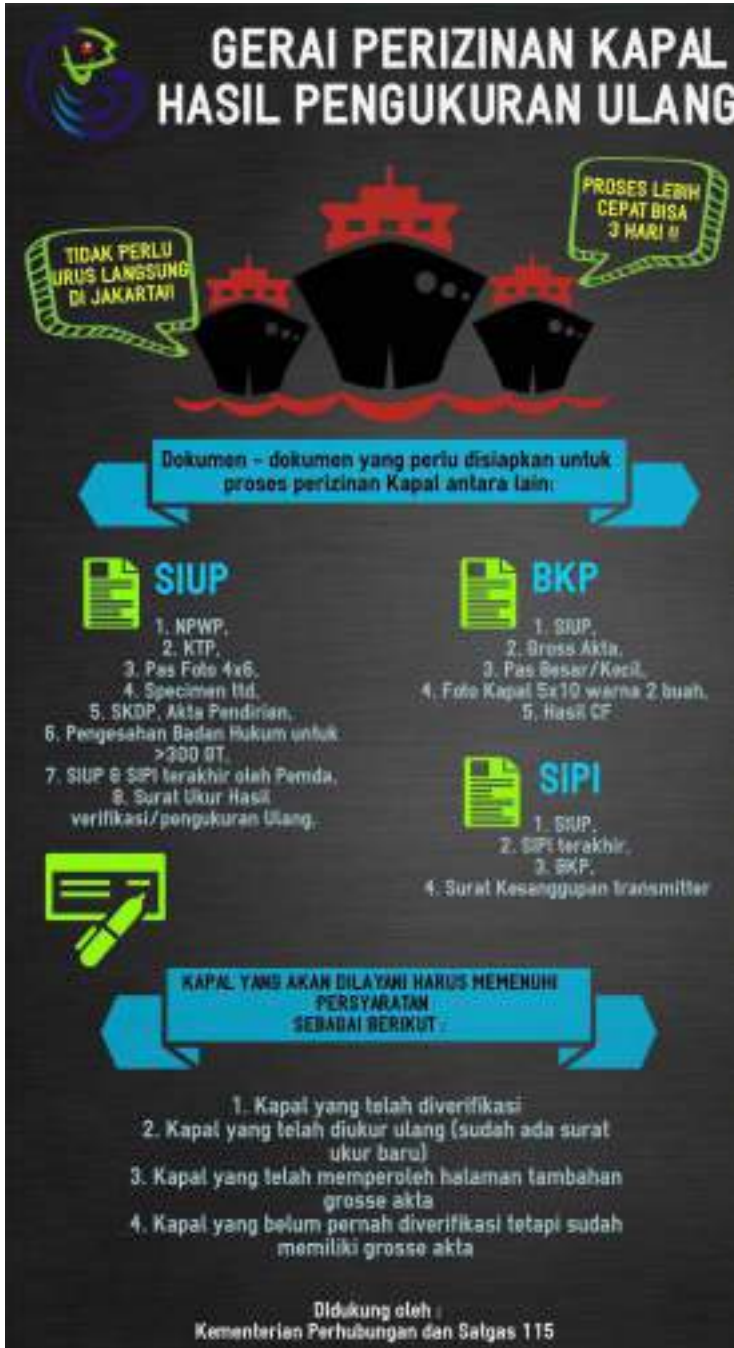 GERAI PERIZINAN KAPAL
HASIL PENGUKURAN ULANG
TIDAK PERLU
URUS LANGSUNG
DI JAKARTA!!
PROSES LEBIH
CEPAT BISA
3 HARI !!
Dokumen - dokumen yang perlu disiapkan untuk
proses perizinan Kapal antara lain:
SIUP
1. NPWP,
2. KTP,
3. Pas Foto 4x6,
4. Specimen ttd,
5. SKDP, Akta Pendirian,
6. Pengesahan Badan Hukum untuk
>300 GT,
7. SIUP & SIPI terakhir oleh Pemda,
8. Surat Ukur Hasil
verifikasi/pengukuran Ulang.
BKP
1. SIUP,
2. Gross Akta,
3. Pas Besar/Kecil,
4. Foto Kapal 5x10 warna 2 buah,
5. Hasil CF
SIPI
1. SIUP,
2. SIPI terakhir,
3. BKP,
4. Surat Kesanggupan transmitter
KAPAL YANG AKAN DILAYANI HARUS MEMENUHI
PERSYARATAN
SEBAGAI BERIKUT :
1. Kapal yang telah diverifikasi
2. Kapal yang telah diukur ulang (sudah ada surat
ukur baru)
3. Kapal yang telah memperoleh halaman tambahan
grosse akta
4. Kapal yang belum pernah diverifikasi tetapi sudah
memiliki grosse akta
Didukung oleh :
Kementerian Perhubungan dan Satgas 115